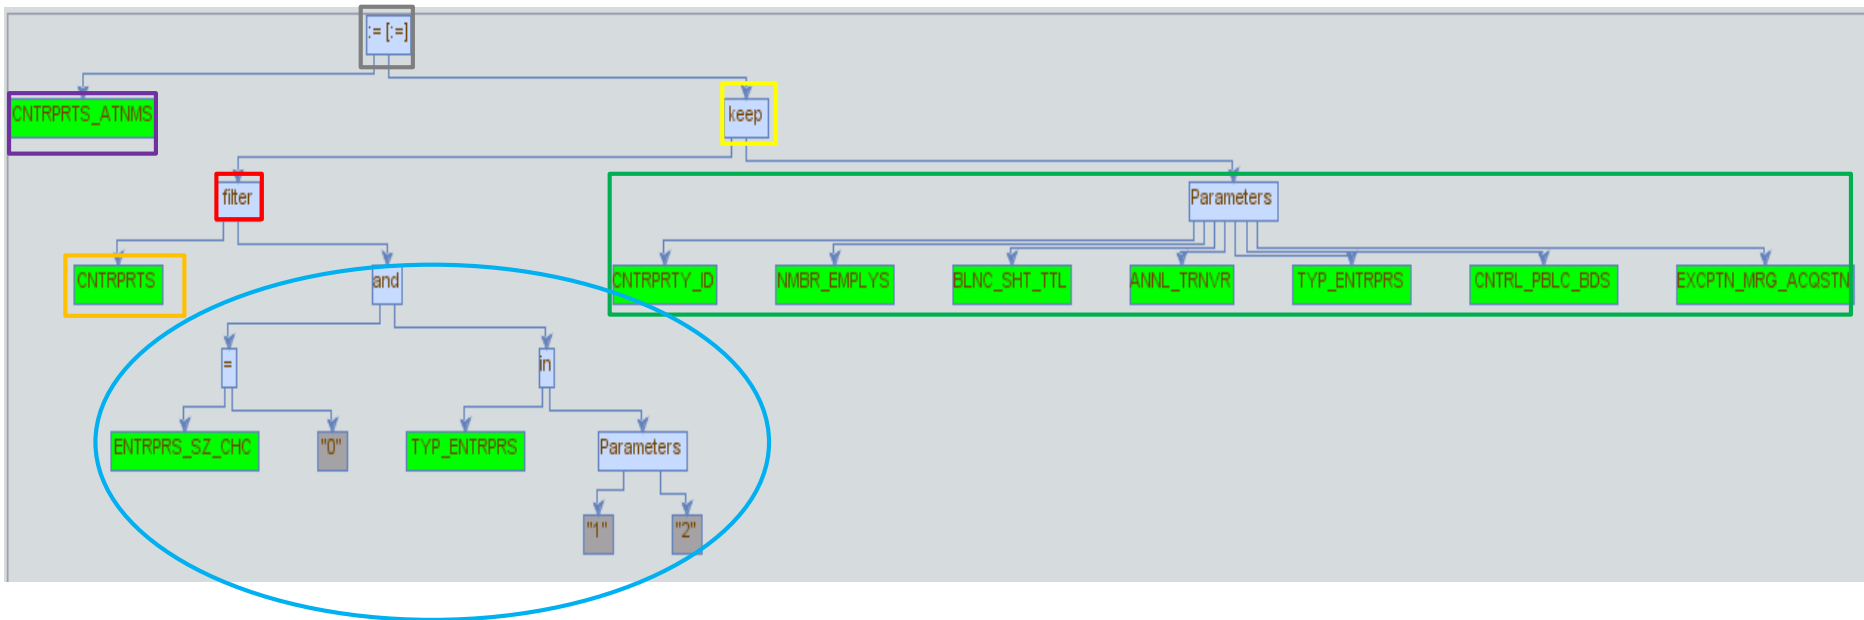 := [:=]
CNTRPRTS_ATNMS
keep
filter
Parameters
CNTRPRTS
and
CNTRPRTY_ID
NMBR_EMPLYS
BLNC_SHT_TTL
ANNL_TRNVR
TYP_ENTRPRS
CNTRL_PBLC_BDS
EXCPTN_MRG_ACQSTN
=
in
ENTRPRS_SZ_CHC
"0"
TYP_ENTRPRS
Parameters
"1"
"2"